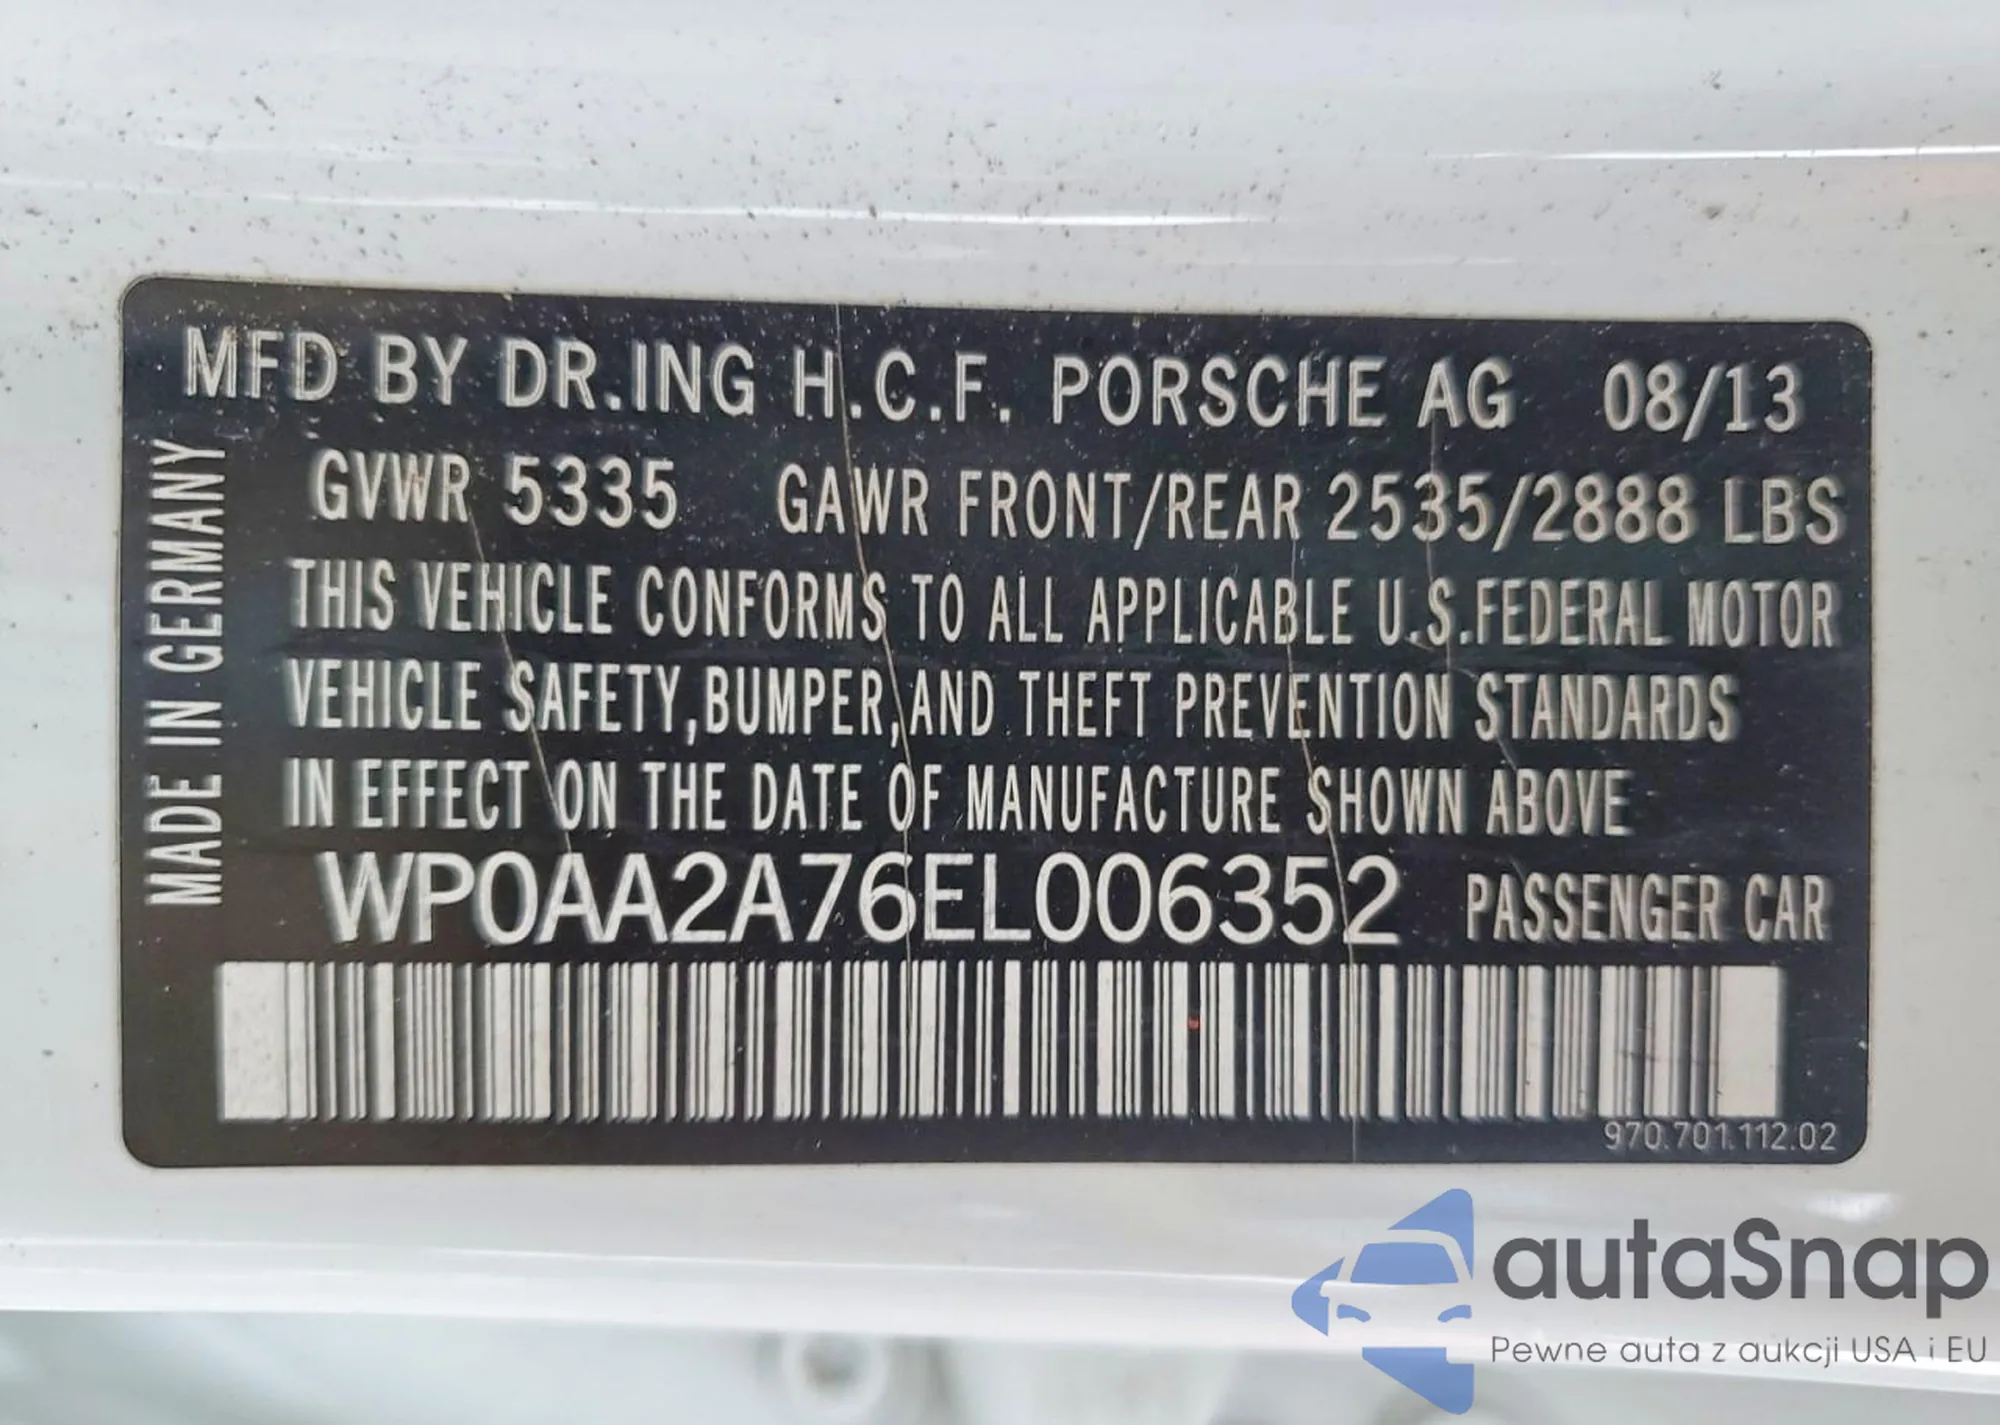 MFD BY DR.ING H.C.F. PORSCHE AG 08/13
GVWR 5335 GAWR FRONT/REAR 2535/2888 LBS
THIS VEHICLE CONFORMS TO ALL APPLICABLE U.S.FEDERAL MOTOR
VEHICLE SAFETY,BUMPER,AND THEFT PREVENTION STANDARDS
IN EFFECT ON THE DATE OF MANUFACTURE SHOWN ABOVE
WP0AA2A76EL006352 PASSENGER CAR
MADE IN GERMANY
970.701.112.02
autaSnap
Pewne auta z aukcji USA i EU